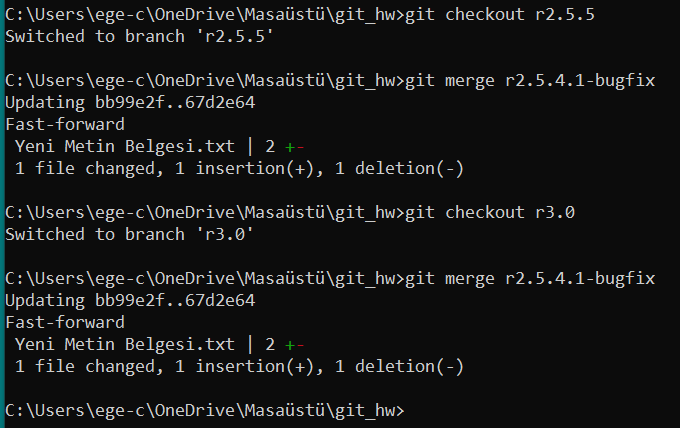 C:\Users\ege-c\OneDrive\Masaüstü\git_hw>git checkout r2.5.5
Switched to branch 'r2.5.5'
C:\Users\ege-c\OneDrive\Masaüstü\git_hw>git merge r2.5.4.1-bugfix
Updating bb99e2f..67d2e64
Fast-forward
 Yeni Metin Belgesi.txt | 2 +-
 1 file changed, 1 insertion(+), 1 deletion(-)
C:\Users\ege-c\OneDrive\Masaüstü\git_hw>git checkout r3.0
Switched to branch 'r3.0'
C:\Users\ege-c\OneDrive\Masaüstü\git_hw>git merge r2.5.4.1-bugfix
Updating bb99e2f..67d2e64
Fast-forward
 Yeni Metin Belgesi.txt | 2 +-
 1 file changed, 1 insertion(+), 1 deletion(-)
C:\Users\ege-c\OneDrive\Masaüstü\git_hw>